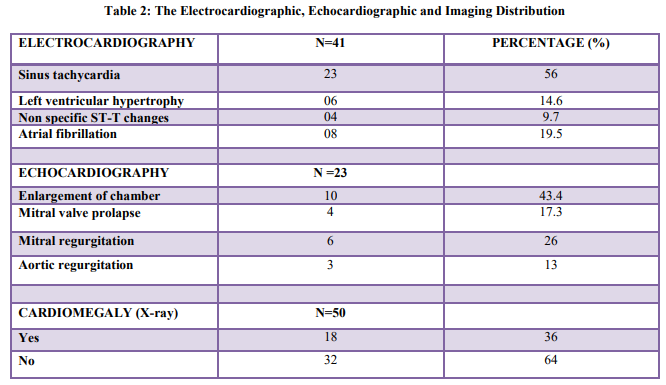 Table 2: The Electrocardiographic, Echocardiographic and Imaging Distribution
ELECTROCARDIOGRAPHY N=41 PERCENTAGE (%)
Sinus tachycardia 23 56
Left ventricular hypertrophy 06 14.6
Non specific ST-T changes 04 9.7
Atrial fibrillation 08 19.5
ECHOCARDIOGRAPHY N =23
Enlargement of chamber 10 43.4
Mitral valve prolapse 4 17.3
Mitral regurgitation 6 26
Aortic regurgitation 3 13
CARDIOMEGALY (X-ray) N=50
Yes 18 36
No 32 64